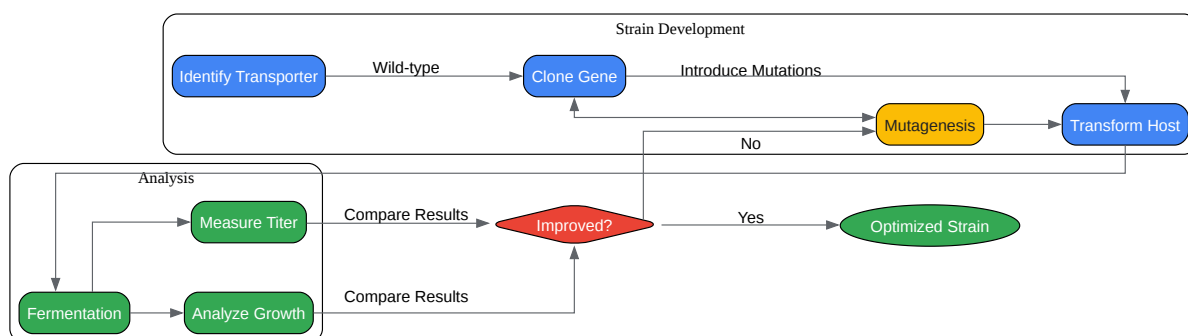 Strain Development
Identify Transporter
Wild-type
Clone Gene
Introduce Mutations
Mutagenesis
Transform Host
No
Analysis
Measure Titer
Compare Results
Improved?
Yes
Optimized Strain
Fermentation
Analyze Growth
Compare Results